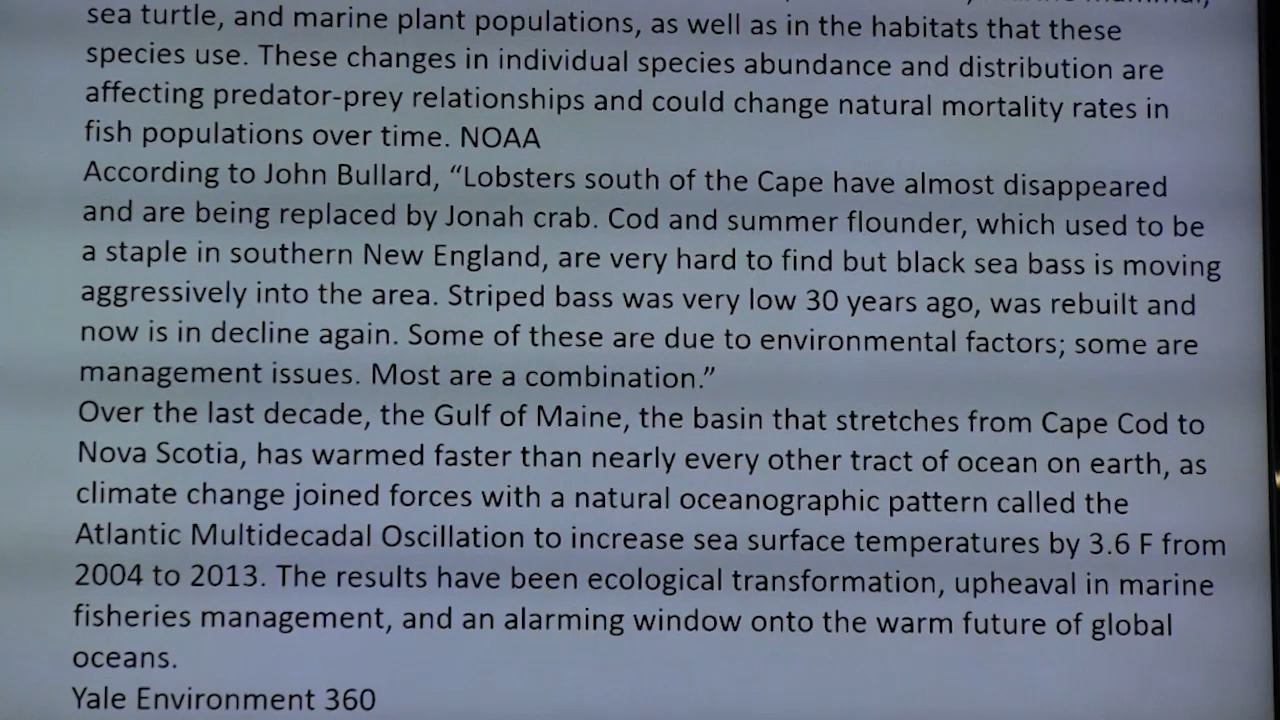 sea turtle, and marine plant populations, as well as in the habitats that these
species use. These changes in individual species abundance and distribution are
affecting predator-prey relationships and could change natural mortality rates in
fish populations over time. NOAA
According to John Bullard, “Lobsters south of the Cape have almost disappeared
and are being replaced by Jonah crab. Cod and summer flounder, which used to be
a staple in southern New England, are very hard to find but black sea bass is moving
aggressively into the area. Striped bass was very low 30 years ago, was rebuilt and
now is in decline again. Some of these are due to environmental factors; some are
management issues. Most are a combination.”
Over the last decade, the Gulf of Maine, the basin that stretches from Cape Cod to
Nova Scotia, has warmed faster than nearly every other tract of ocean on earth, as
climate change joined forces with a natural oceanographic pattern called the
Atlantic Multidecadal Oscillation to increase sea surface temperatures by 3.6 F from
2004 to 2013. The results have been ecological transformation, upheaval in marine
fisheries management, and an alarming window onto the warm future of global
oceans.
Yale Environment 360